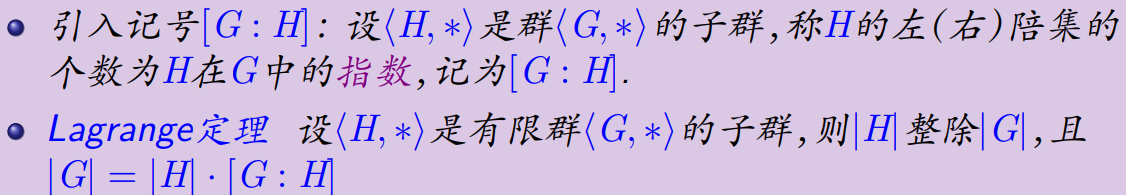 引入记号[G : H]: 设⟨H, ∗⟩是群⟨G, ∗⟩的子群,称H的左(右)陪集的
个数为H在G中的指数,记为[G : H].
Lagrange定理 设⟨H, ∗⟩是有限群⟨G, ∗⟩的子群,则|H|整除|G|,且
|G| = |H| · [G : H]